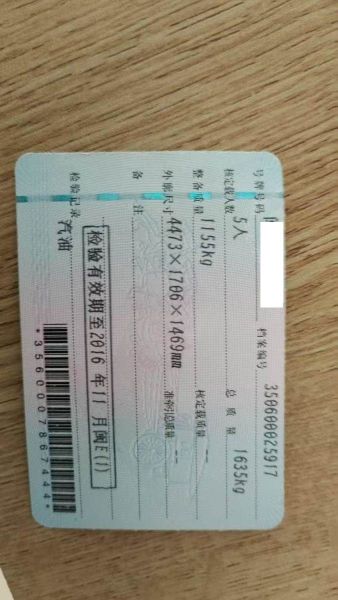 号牌号码 档案编号 350600025917
核定载人数 5人 总质量 1635kg
整备质量 1155kg 核定载质量 --
外廓尺寸 4473×1706×1469mm 准牵引总质量 --
备注
检验有效期至2016年11月闽E(1)
检验记录 汽油
*3560000786744*